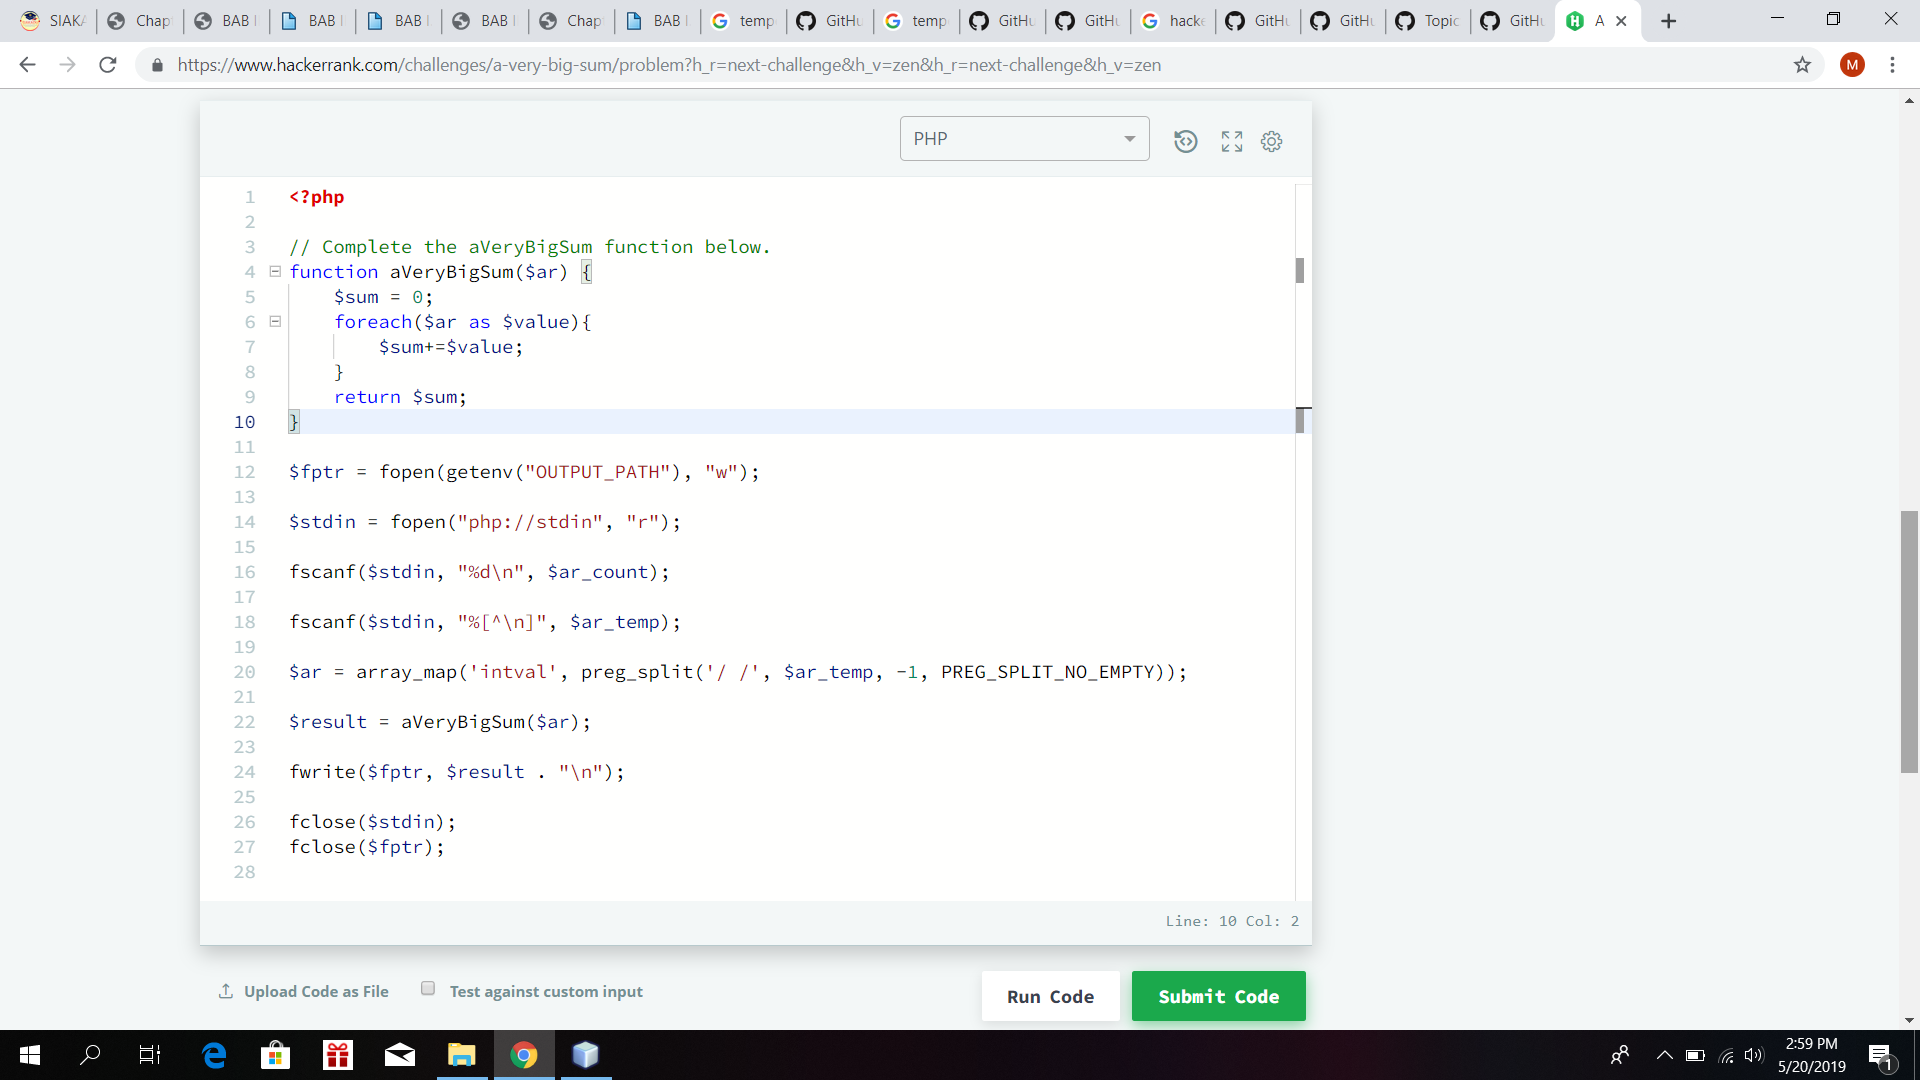 SIAKA Chap BAB I BAB I BAB I BAB I Chap BAB I temp GitHu temp GitHu GitHu hacke GitHu GitHu Topic GitHu A
https://www.hackerrank.com/challenges/a-very-big-sum/problem?h_r=next-challenge&h_v=zen&h_r=next-challenge&h_v=zen M
PHP
1 <?php
2
3 // Complete the aVeryBigSum function below.
4 function aVeryBigSum($ar) {
5 $sum = 0;
6 foreach($ar as $value){
7 $sum+=$value;
8 }
9 return $sum;
10 }
11
12 $fptr = fopen(getenv("OUTPUT_PATH"), "w");
13
14 $stdin = fopen("php://stdin", "r");
15
16 fscanf($stdin, "%d\n", $ar_count);
17
18 fscanf($stdin, "%[^\n]", $ar_temp);
19
20 $ar = array_map('intval', preg_split('/ /', $ar_temp, -1, PREG_SPLIT_NO_EMPTY));
21
22 $result = aVeryBigSum($ar);
23
24 fwrite($fptr, $result . "\n");
25
26 fclose($stdin);
27 fclose($fptr);
28
Line: 10 Col: 2
Upload Code as File Test against custom input Run Code Submit Code
2:59 PM
5/20/2019
1